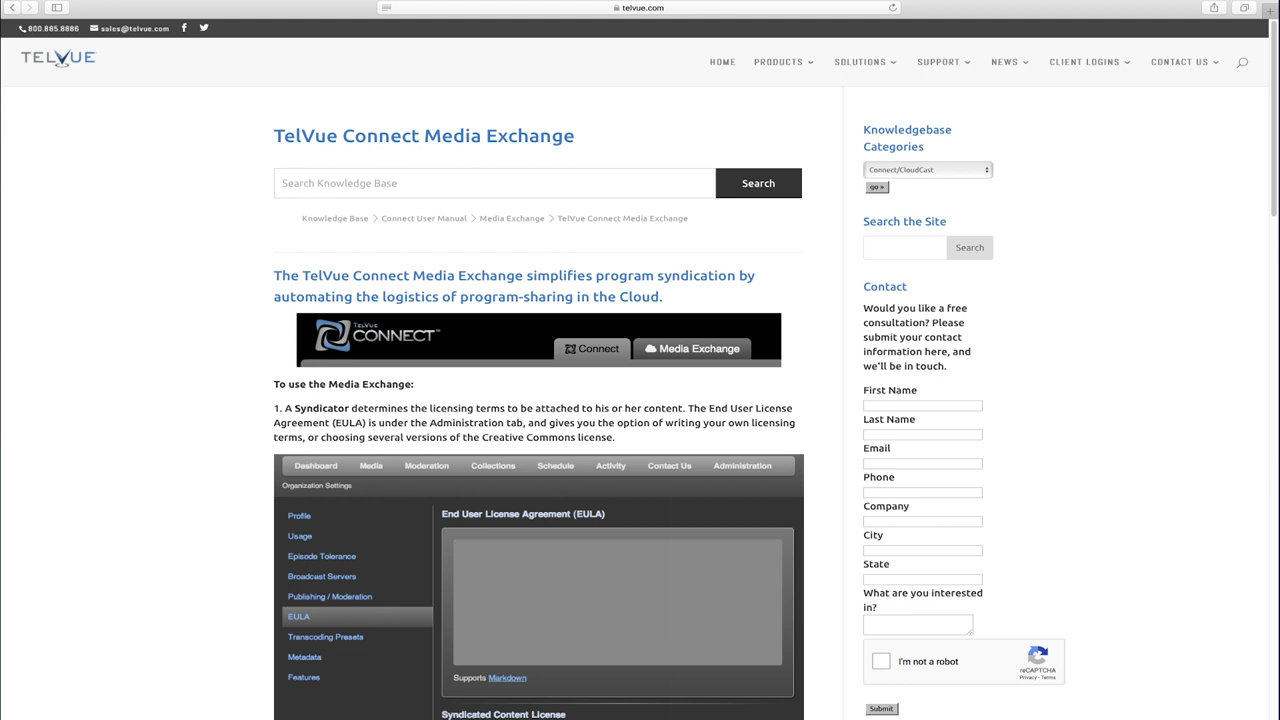 telvue.com
800.885.8886 sales@telvue.com
TELVUE
HOME PRODUCTS SOLUTIONS SUPPORT NEWS CLIENT LOGINS CONTACT US
TelVue Connect Media Exchange
Search Knowledge Base Search
Knowledge Base > Connect User Manual > Media Exchange > TelVue Connect Media Exchange
The TelVue Connect Media Exchange simplifies program syndication by
automating the logistics of program-sharing in the Cloud.
TELVUE
CONNECT™
Connect Media Exchange
To use the Media Exchange:
1. A Syndicator determines the licensing terms to be attached to his or her content. The End User License
Agreement (EULA) is under the Administration tab, and gives you the option of writing your own licensing
terms, or choosing several versions of the Creative Commons license.
Dashboard Media Moderation Collections Schedule Activity Contact Us Administration
Organization Settings
Profile
Usage
Episode Tolerance
Broadcast Servers
Publishing / Moderation
EULA
Transcoding Presets
Metadata
Features
End User License Agreement (EULA)
Supports Markdown
Syndicated Content License
Knowledgebase
Categories
Connect/CloudCast
go »
Search the Site
Search
Contact
Would you like a free
consultation? Please
submit your contact
information here, and
we'll be in touch.
First Name
Last Name
Email
Phone
Company
City
State
What are you interested
in?
I'm not a robot
reCAPTCHA
Privacy - Terms
Submit